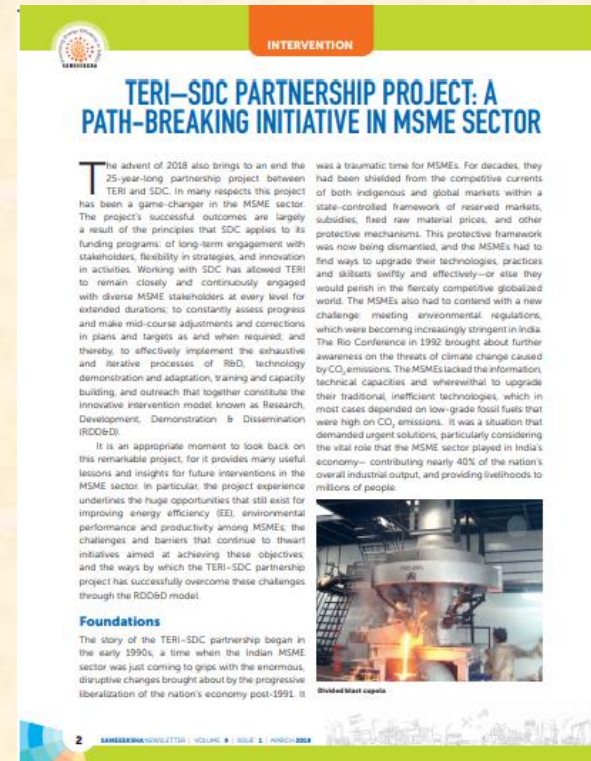 INTERVENTION
SAMEEEKSHA
TERI–SDC PARTNERSHIP PROJECT: A
PATH-BREAKING INITIATIVE IN MSME SECTOR
The advent of 2018 also brings to an end the
25-year-long partnership project between
TERI and SDC. In many respects this project
has been a game-changer in the MSME sector.
The project's successful outcomes are largely
a result of the principles that SDC applies to its
funding programs: of long-term engagement with
stakeholders, flexibility in strategies, and innovation
in activities. Working with SDC has allowed TERI
to remain closely and continuously engaged
with diverse MSME stakeholders at every level for
extended durations; to constantly assess progress
and make mid-course adjustments and corrections
in plans and targets as and when required; and
thereby, to effectively implement the exhaustive
and iterative processes of R&D, technology
demonstration and adaptation, training and capacity
building, and outreach that together constitute the
innovative intervention model known as Research,
Development, Demonstration & Dissemination
(RDD&D).
It is an appropriate moment to look back on
this remarkable project, for it provides many useful
lessons and insights for future interventions in the
MSME sector. In particular, the project experience
underlines the huge opportunities that still exist for
improving energy efficiency (EE), environmental
performance and productivity among MSMEs; the
challenges and barriers that continue to thwart
initiatives aimed at achieving these objectives;
and the ways by which the TERI–SDC partnership
project has successfully overcome these challenges
through the RDD&D model.
Foundations
The story of the TERI–SDC partnership began in
the early 1990s, a time when the Indian MSME
sector was just coming to grips with the enormous,
disruptive changes brought about by the progressive
liberalization of the nation's economy post-1991. It
was a traumatic time for MSMEs. For decades, they
had been shielded from the competitive currents
of both indigenous and global markets within a
state-controlled framework of reserved markets,
subsidies, fixed raw material prices, and other
protective mechanisms. This protective framework
was now being dismantled, and the MSMEs had to
find ways to upgrade their technologies, practices
and skillsets swiftly and effectively—or else they
would perish in the fiercely competitive globalized
world. The MSMEs also had to contend with a new
challenge: meeting environmental regulations,
which were becoming increasingly stringent in India.
The Rio Conference in 1992 brought about further
awareness on the threats of climate change caused
by CO₂ emissions. The MSMEs lacked the information,
technical capacities and wherewithal to upgrade
their traditional, inefficient technologies, which in
most cases depended on low-grade fossil fuels that
were high on CO₂ emissions. It was a situation that
demanded urgent solutions, particularly considering
the vital role that the MSME sector played in India's
economy— contributing nearly 40% of the nation's
overall industrial output, and providing livelihoods to
millions of people.
Divided blast cupola
2 SAMEEEKSHA NEWSLETTER | VOLUME 9 | ISSUE 1 | MARCH 2018